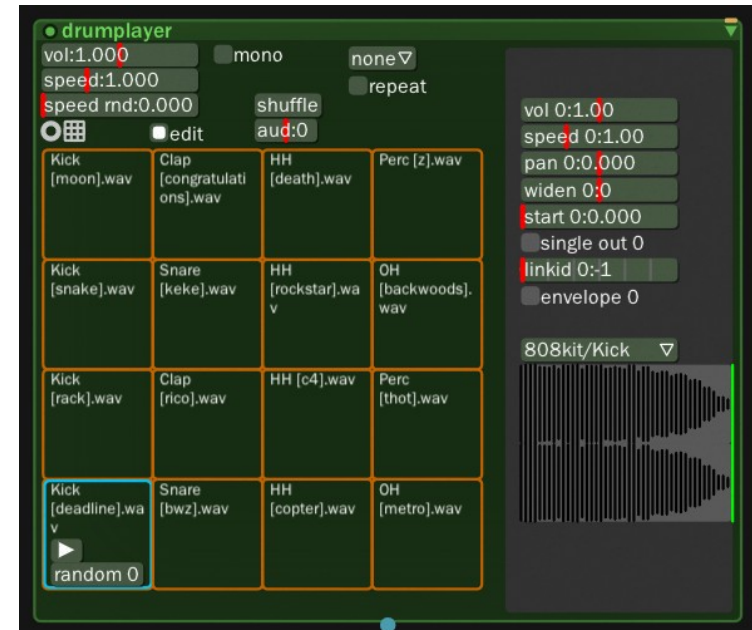 drumplayer
vol:1.000
mono
none
speed:1.000
repeat
speed rnd:0.000
shuffle
edit
aud:0
Kick
[moon].wav
Clap
[congratulati
ons].wav
HH
[death].wav
Perc [z].wav
Kick
[snake].wav
Snare
[keke].wav
HH
[rockstar].wa
v
OH
[backwoods].
wav
Kick
[rack].wav
Clap
[rico].wav
HH [c4].wav
Perc
[thot].wav
Kick
[deadline].wa
v
random 0
Snare
[bwz].wav
HH
[copter].wav
OH
[metro].wav
vol 0:1.00
speed 0:1.00
pan 0:0.000
widen 0:0
start 0:0.000
single out 0
linkid 0:-1
envelope 0
808kit/Kick